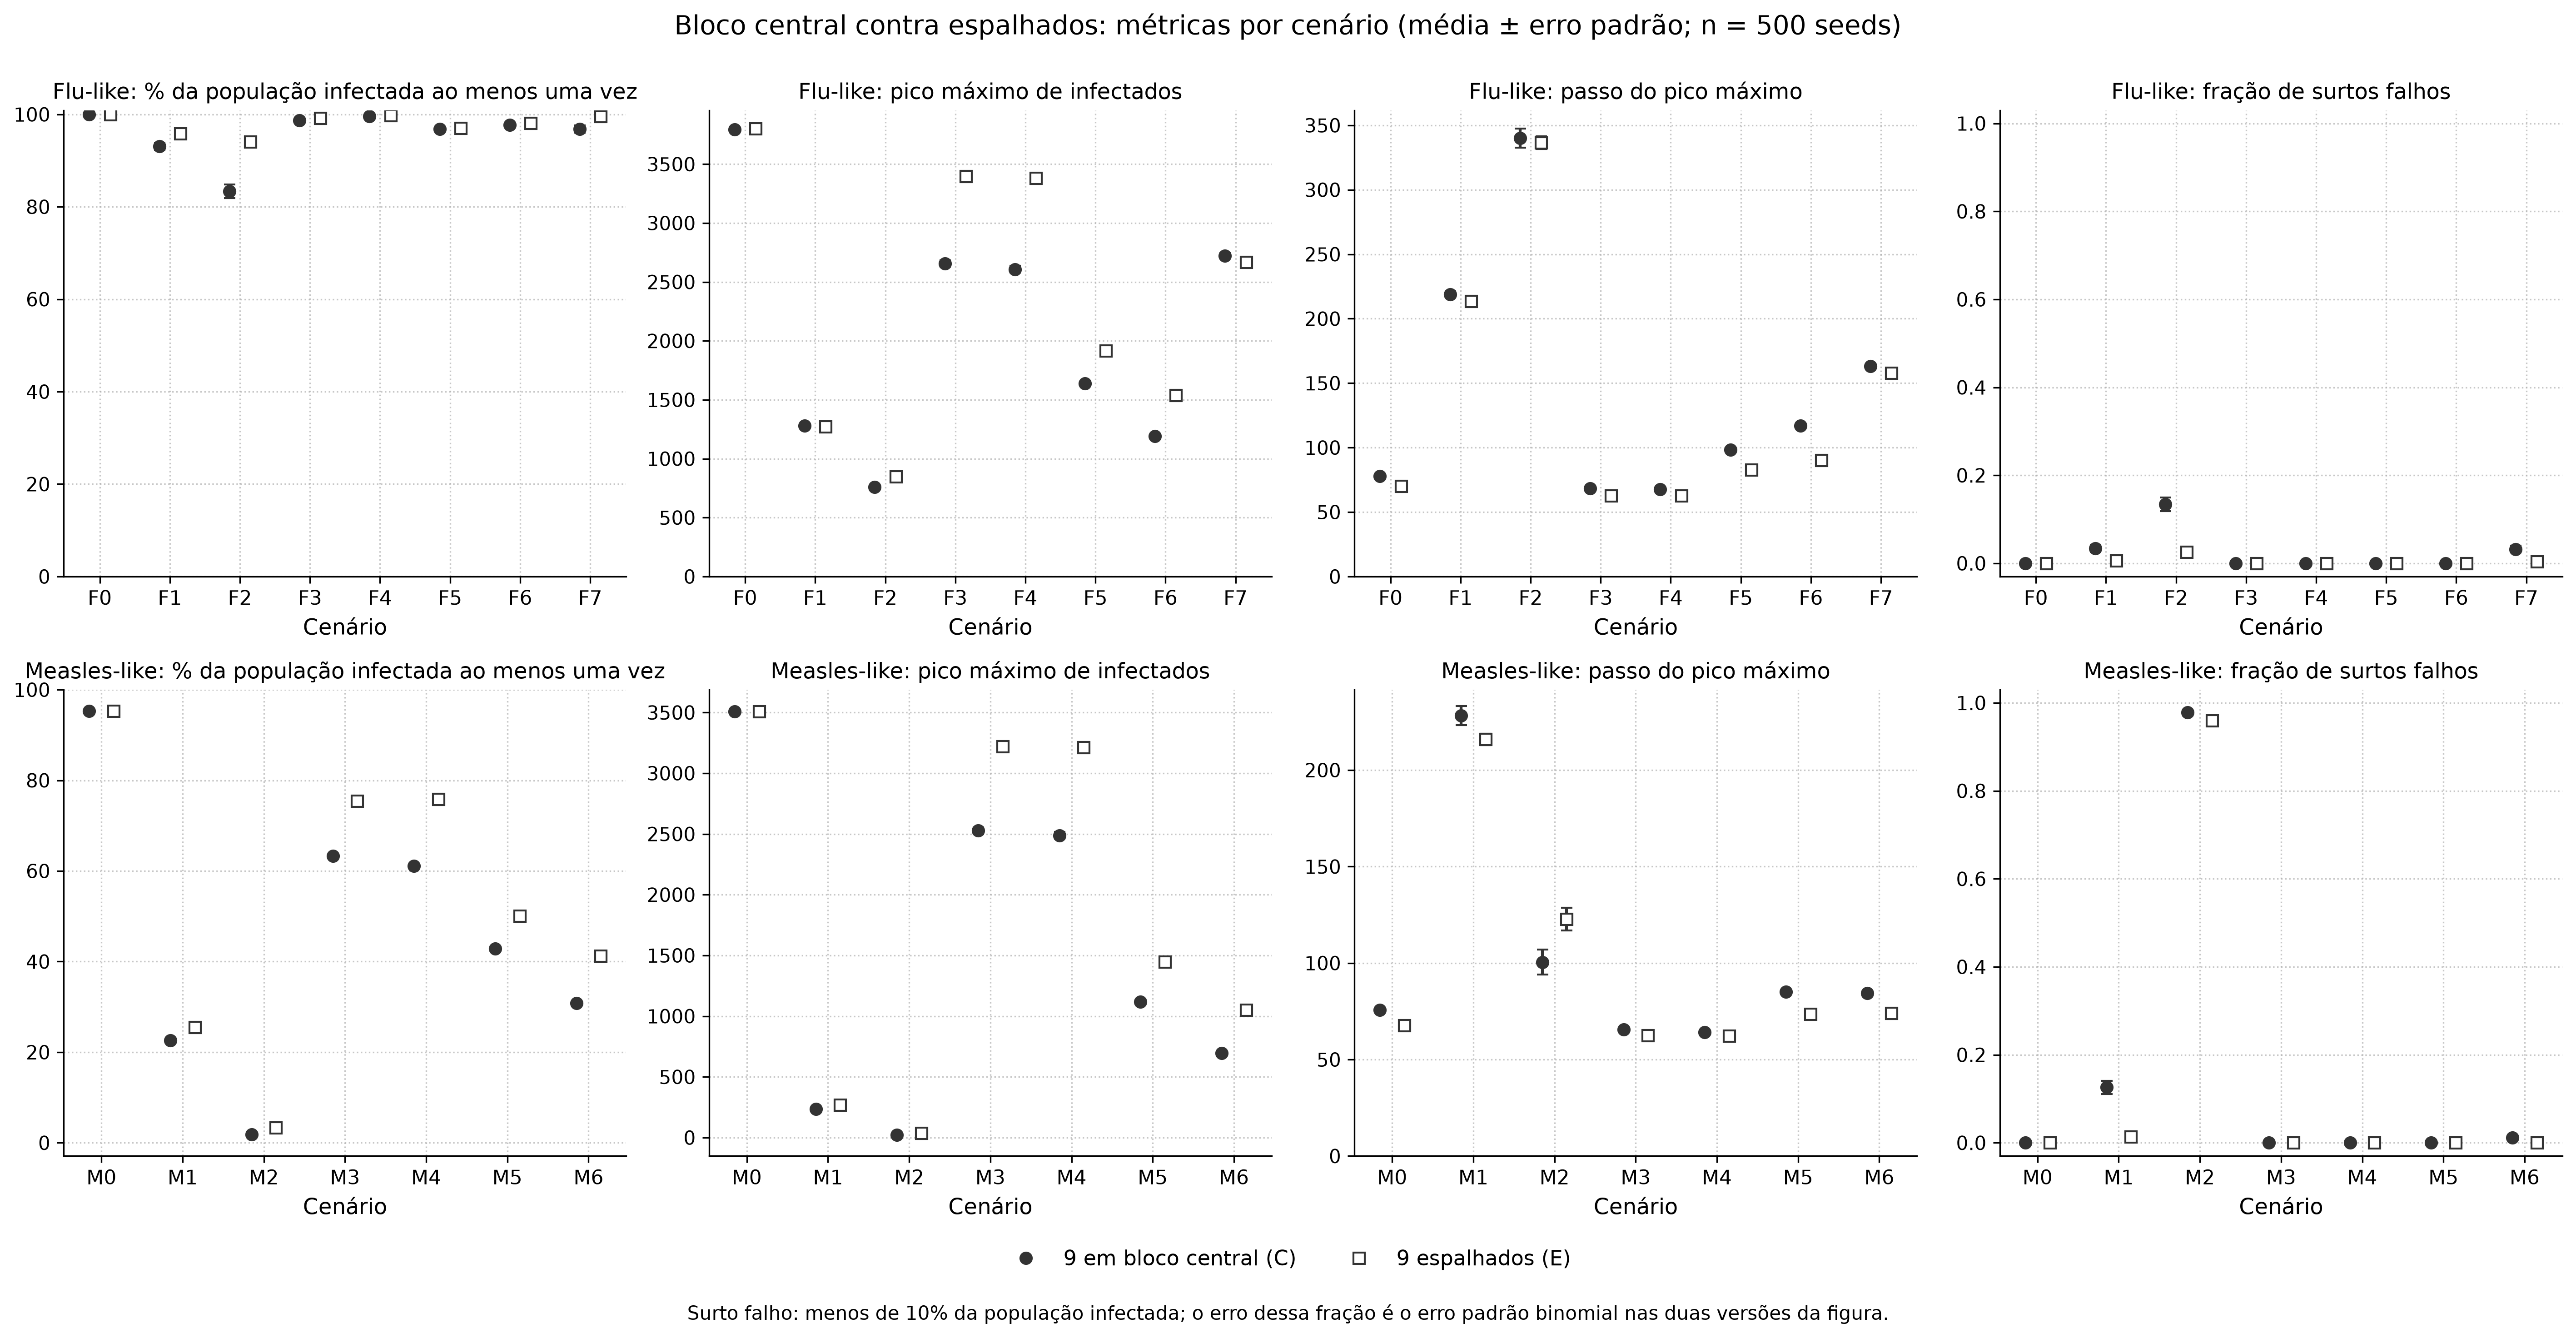 Bloco central contra espalhados: métricas por cenário (média ± erro padrão; n = 500 seeds)
Flu-like: % da população infectada ao menos uma vez
100
80
60
40
20
0
F0 F1 F2 F3 F4 F5 F6 F7
Cenário
Flu-like: pico máximo de infectados
3500
3000
2500
2000
1500
1000
500
0
F0 F1 F2 F3 F4 F5 F6 F7
Cenário
Flu-like: passo do pico máximo
350
300
250
200
150
100
50
0
F0 F1 F2 F3 F4 F5 F6 F7
Cenário
Flu-like: fração de surtos falhos
1.0
0.8
0.6
0.4
0.2
0.0
F0 F1 F2 F3 F4 F5 F6 F7
Cenário
Measles-like: % da população infectada ao menos uma vez
100
80
60
40
20
0
M0 M1 M2 M3 M4 M5 M6
Cenário
Measles-like: pico máximo de infectados
3500
3000
2500
2000
1500
1000
500
0
M0 M1 M2 M3 M4 M5 M6
Cenário
Measles-like: passo do pico máximo
200
150
100
50
0
M0 M1 M2 M3 M4 M5 M6
Cenário
Measles-like: fração de surtos falhos
1.0
0.8
0.6
0.4
0.2
0.0
M0 M1 M2 M3 M4 M5 M6
Cenário
9 em bloco central (C) 9 espalhados (E)
Surto falho: menos de 10% da população infectada; o erro dessa fração é o erro padrão binomial nas duas versões da figura.